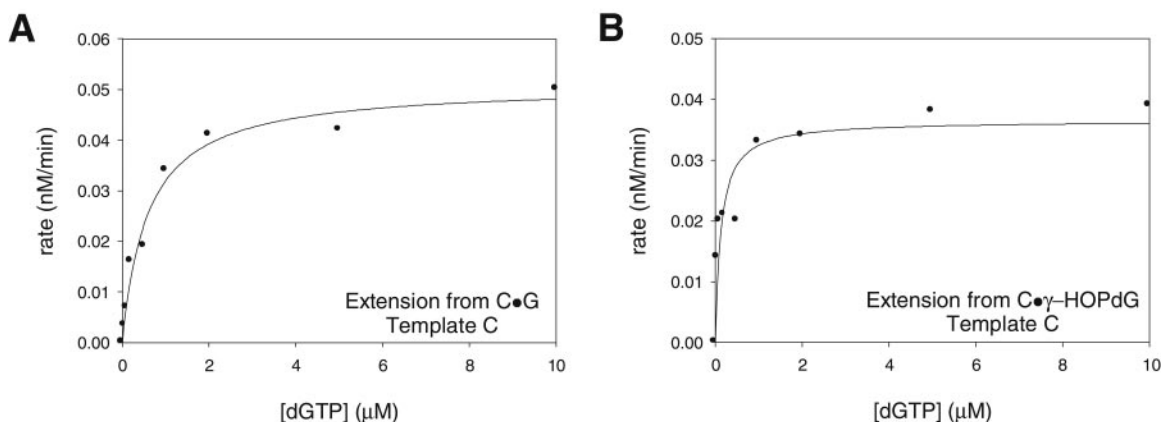 A
0.06
0.05
0.04
0.03
0.02
0.01
0.00
rate (nM/min)
Extension from C●G
Template C
0 2 4 6 8 10
[dGTP] (μM)
B
0.05
0.04
0.03
0.02
0.01
0.00
rate (nM/min)
Extension from C●γ–HOPdG
Template C
0 2 4 6 8 10
[dGTP] (μM)